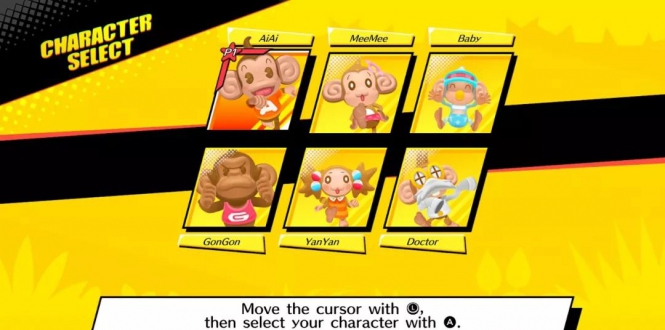 CHARACTER
SELECT
AiAi
MeeMee
Baby
P1
A
GonGon
YanYan
Doctor
G
Move the cursor with Ⓛ,
then select your character with Ⓐ.